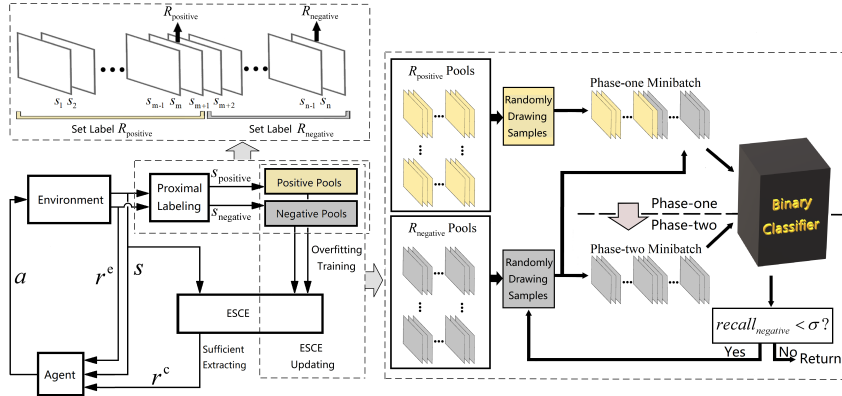 R_positive
R_negative
s_1 s_2
s_m-1 s_m s_m+1 s_m+2
s_n-1 s_n
Set Label R_positive
Set Label R_negative
Environment
Proximal
Labeling
s_positive
s_negative
Positive Pools
Negative Pools
Overfitting
Training
a
r^e
s
ESCE
Sufficient
Extracting
ESCE
Updating
Agent
r^c
R_positive Pools
Randomly
Drawing
Samples
Phase-one Minibatch
R_negative Pools
Randomly
Drawing
Samples
Phase-one
Phase-two
Phase-two Minibatch
Binary
Classifier
recall_negative < σ?
Yes
No
Return